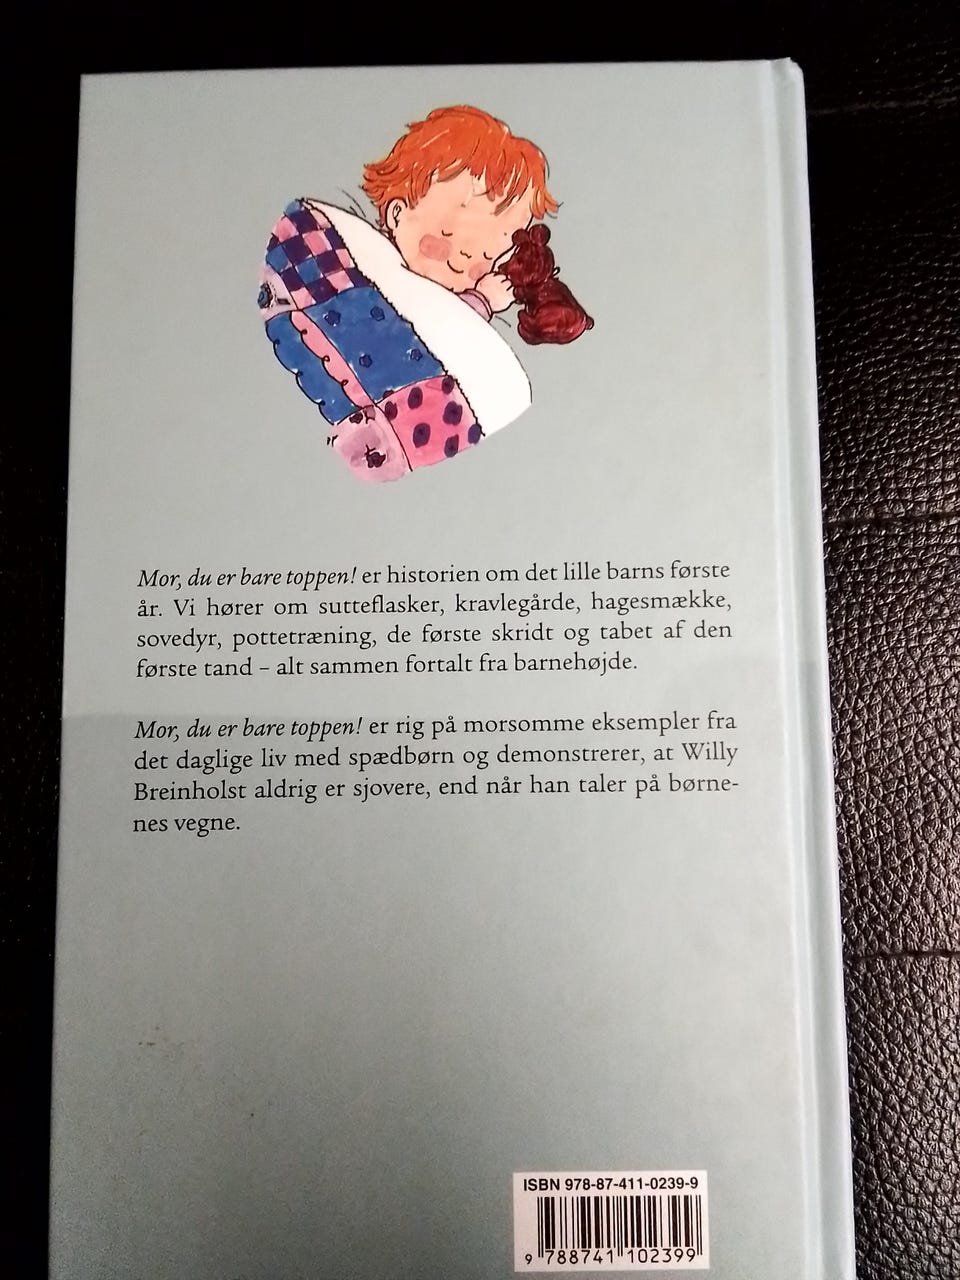 Mor, du er bare toppen! er historien om det lille barns første
år. Vi hører om sutteflasker, kravlegårde, hagesmække,
sovedyr, pottetræning, de første skridt og tabet af den
første tand – alt sammen fortalt fra barnehøjde.
Mor, du er bare toppen! er rig på morsomme eksempler fra
det daglige liv med spædbørn og demonstrerer, at Willy
Breinholst aldrig er sjovere, end når han taler på børne-
nes vegne.
ISBN 978-87-411-0239-9
9 788741 102399